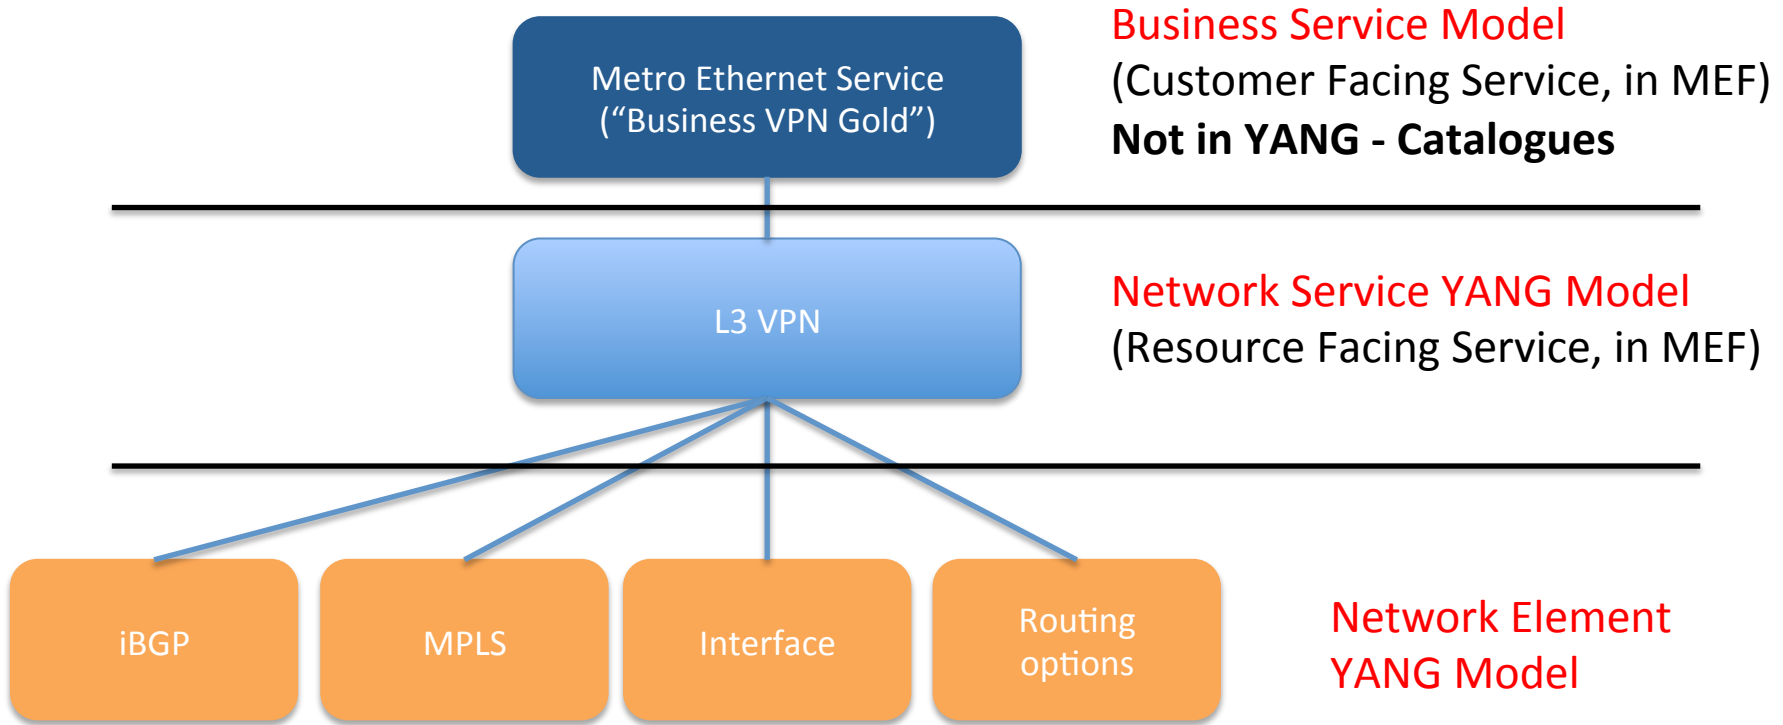 Metro Ethernet Service
(“Business VPN Gold”)
Business Service Model
(Customer Facing Service, in MEF)
Not in YANG - Catalogues
L3 VPN
Network Service YANG Model
(Resource Facing Service, in MEF)
iBGP
MPLS
Interface
Routing
options
Network Element
YANG Model